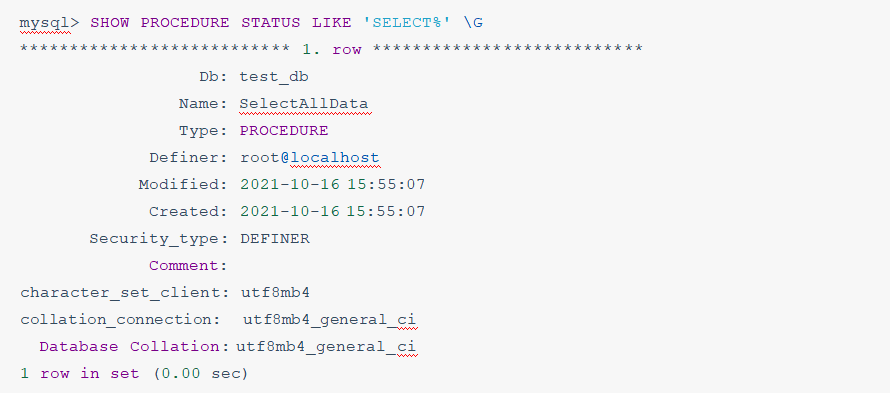 mysql> SHOW PROCEDURE STATUS LIKE 'SELECT%' \G
*************************** 1. row ***************************
Db: test_db
Name: SelectAllData
Type: PROCEDURE
Definer: root@localhost
Modified: 2021-10-16 15:55:07
Created: 2021-10-16 15:55:07
Security_type: DEFINER
Comment:
character_set_client: utf8mb4
collation_connection: utf8mb4_general_ci
Database Collation: utf8mb4_general_ci
1 row in set (0.00 sec)